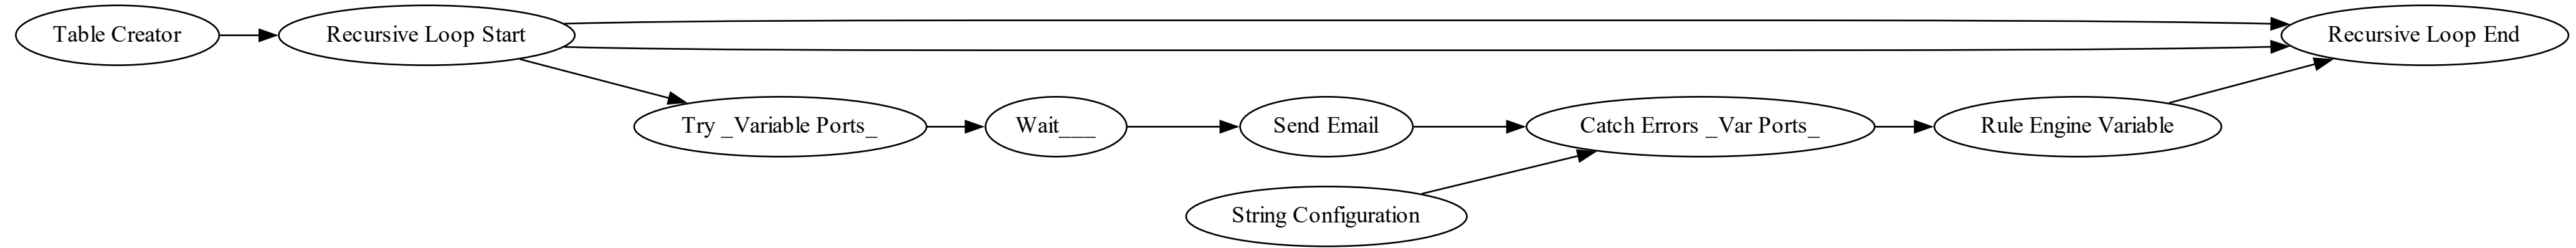 Table Creator
Recursive Loop Start
Recursive Loop End
Try _Variable Ports_
Wait___
Send Email
Catch Errors _Var Ports_
Rule Engine Variable
String Configuration